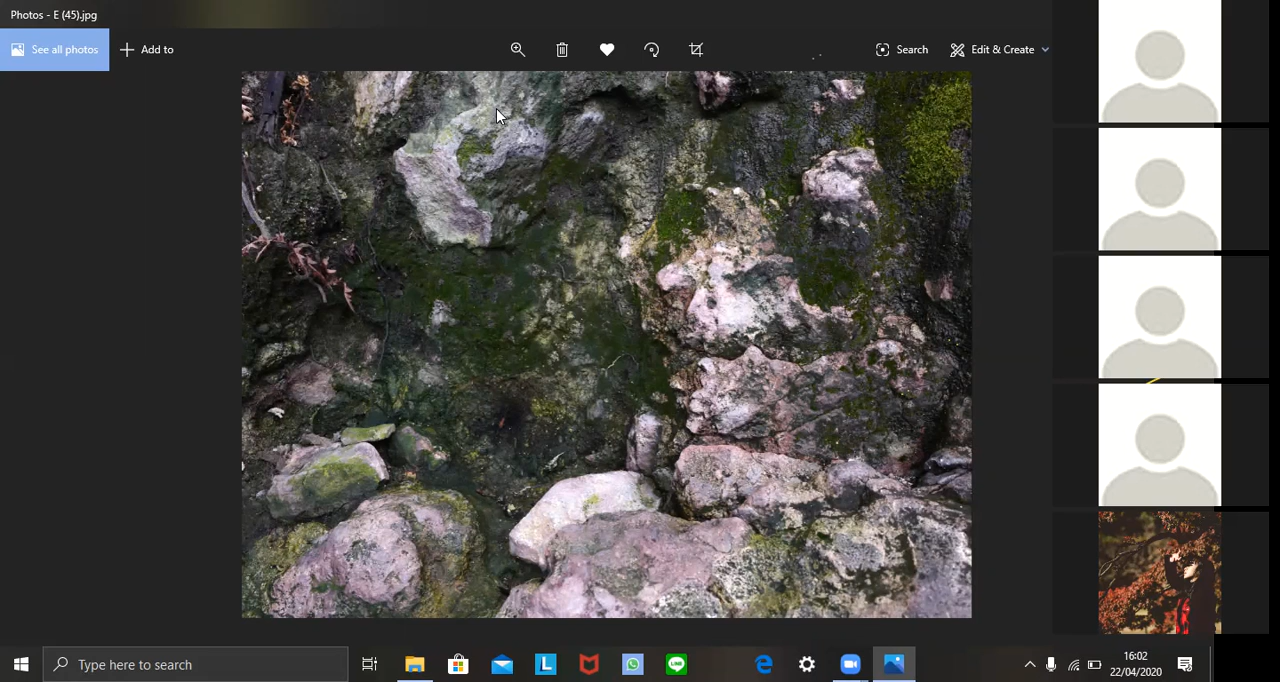 Photos - E (45).jpg
See all photos
Add to
Search
Edit & Create
Type here to search
L
16:02
22/04/2020